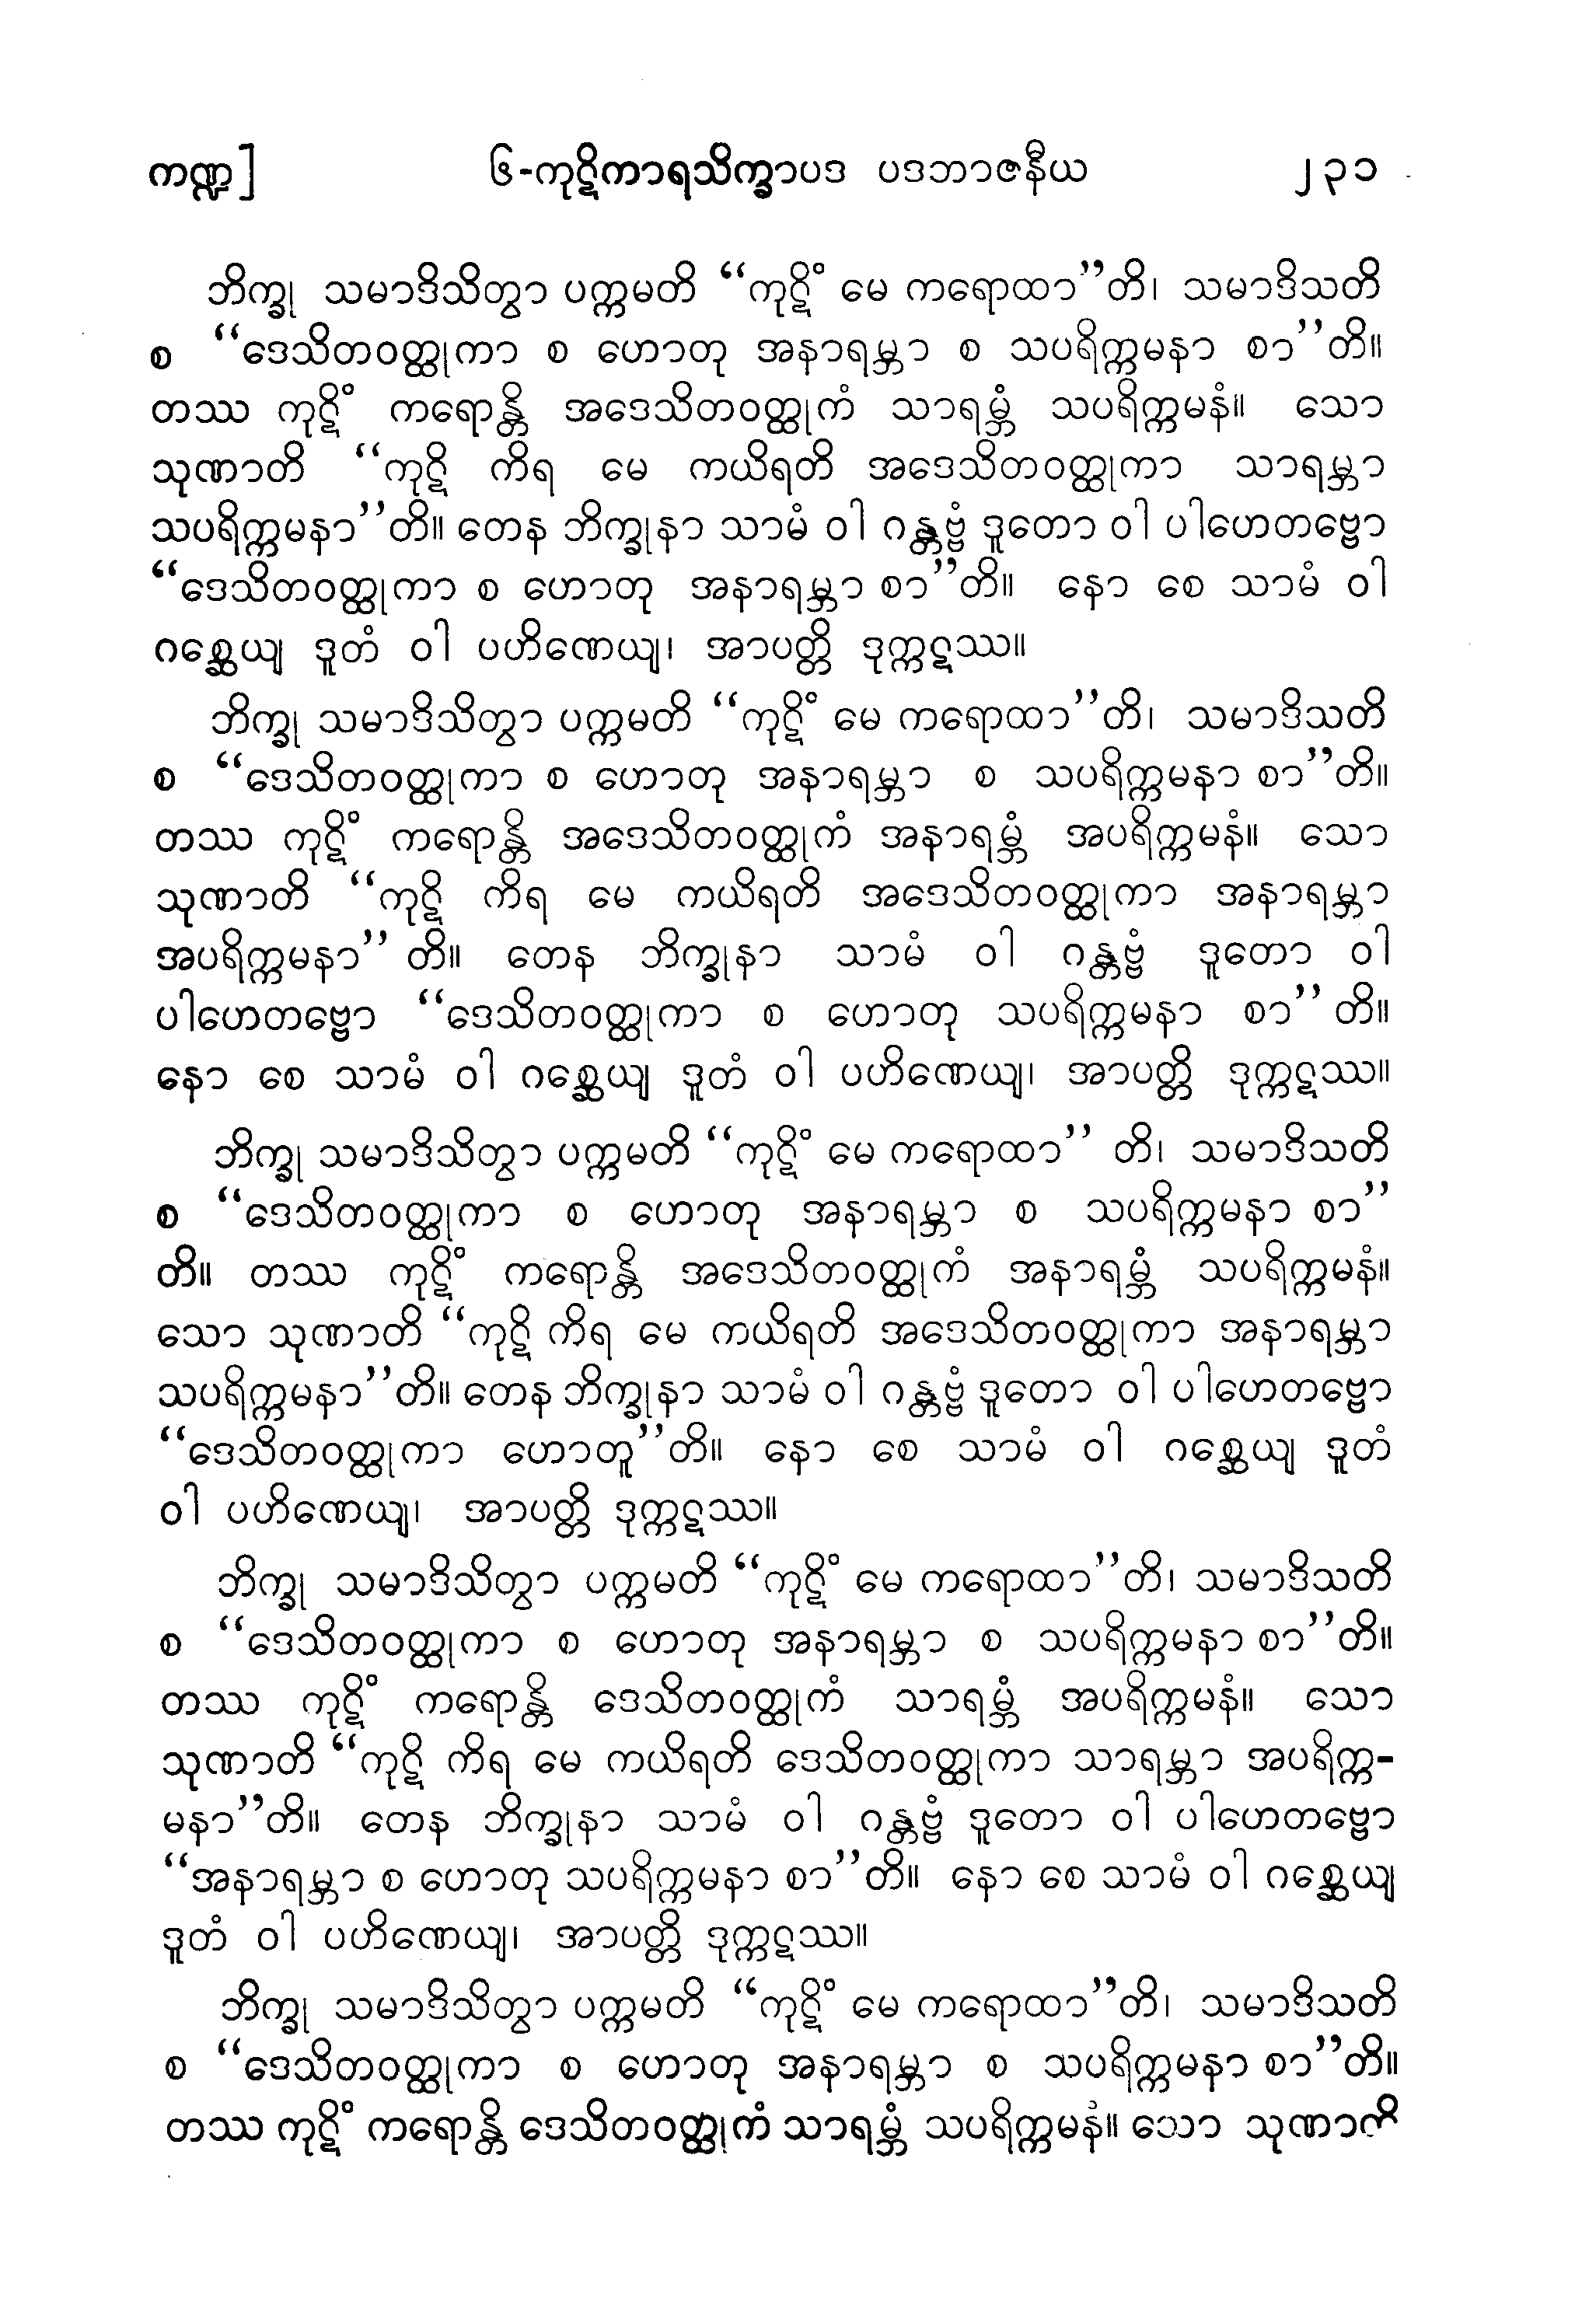 ကဏ္ဍ] ၆-ကုဋိကာရသိက္ခာပဒ ပဒဘာဇနီယ ၂၃၁
ဘိက္ခု သမာဒိသိတွာ ပက္ကမတိ “ကုဋိံ မေ ကရောထာ”တိ၊ သမာဒိသတိ
စ “ဒေသိတဝတ္ထုကာ စ ဟောတု အနာရမ္ဘာ စ သပရိက္ကမနာ စာ”တိ။
တဿ ကုဋိံ ကရောန္တိ အဒေသိတဝတ္ထုကံ သာရမ္ဘံ သပရိက္ကမနံ။ သော
သုဏာတိ “ကုဋိ ကိရ မေ ကယိရတိ အဒေသိတဝတ္ထုကာ သာရမ္ဘာ
သပရိက္ကမနာ”တိ။ တေန ဘိက္ခုနာ သာမံ ဝါ ဂန္တဗ္ဗံ ဒူတော ဝါ ပါဟေတဗ္ဗော
“ဒေသိတဝတ္ထုကာ စ ဟောတု အနာရမ္ဘာ စာ”တိ။ နော စေ သာမံ ဝါ
ဂစ္ဆေယျ ဒူတံ ဝါ ပဟိဏေယျ၊ အာပတ္တိ ဒုက္ကဋဿ။
ဘိက္ခု သမာဒိသိတွာ ပက္ကမတိ “ကုဋိံ မေ ကရောထာ”တိ၊ သမာဒိသတိ
စ “ဒေသိတဝတ္ထုကာ စ ဟောတု အနာရမ္ဘာ စ သပရိက္ကမနာ စာ”တိ။
တဿ ကုဋိံ ကရောန္တိ အဒေသိတဝတ္ထုကံ အနာရမ္ဘံ အပရိက္ကမနံ။ သော
သုဏာတိ “ကုဋိ ကိရ မေ ကယိရတိ အဒေသိတဝတ္ထုကာ အနာရမ္ဘာ
အပရိက္ကမနာ” တိ။ တေန ဘိက္ခုနာ သာမံ ဝါ ဂန္တဗ္ဗံ ဒူတော ဝါ
ပါဟေတဗ္ဗော “ဒေသိတဝတ္ထုကာ စ ဟောတု သပရိက္ကမနာ စာ” တိ။
နော စေ သာမံ ဝါ ဂစ္ဆေယျ ဒူတံ ဝါ ပဟိဏေယျ၊ အာပတ္တိ ဒုက္ကဋဿ။
ဘိက္ခု သမာဒိသိတွာ ပက္ကမတိ “ကုဋိံ မေ ကရောထာ” တိ၊ သမာဒိသတိ
စ “ဒေသိတဝတ္ထုကာ စ ဟောတု အနာရမ္ဘာ စ သပရိက္ကမနာ စာ”
တိ။ တဿ ကုဋိံ ကရောန္တိ အဒေသိတဝတ္ထုကံ အနာရမ္ဘံ သပရိက္ကမနံ။
သော သုဏာတိ “ကုဋိ ကိရ မေ ကယိရတိ အဒေသိတဝတ္ထုကာ အနာရမ္ဘာ
သပရိက္ကမနာ”တိ။ တေန ဘိက္ခုနာ သာမံ ဝါ ဂန္တဗ္ဗံ ဒူတော ဝါ ပါဟေတဗ္ဗော
“ဒေသိတဝတ္ထုကာ ဟောတူ”တိ။ နော စေ သာမံ ဝါ ဂစ္ဆေယျ ဒူတံ
ဝါ ပဟိဏေယျ၊ အာပတ္တိ ဒုက္ကဋဿ။
ဘိက္ခု သမာဒိသိတွာ ပက္ကမတိ “ကုဋိံ မေ ကရောထာ”တိ၊ သမာဒိသတိ
စ “ဒေသိတဝတ္ထုကာ စ ဟောတု အနာရမ္ဘာ စ သပရိက္ကမနာ စာ”တိ။
တဿ ကုဋိံ ကရောန္တိ ဒေသိတဝတ္ထုကံ သာရမ္ဘံ အပရိက္ကမနံ။ သော
သုဏာတိ “ကုဋိ ကိရ မေ ကယိရတိ ဒေသိတဝတ္ထုကာ သာရမ္ဘာ အပရိက္က-
မနာ”တိ။ တေန ဘိက္ခုနာ သာမံ ဝါ ဂန္တဗ္ဗံ ဒူတော ဝါ ပါဟေတဗ္ဗော
“အနာရမ္ဘာ စ ဟောတု သပရိက္ကမနာ စာ”တိ။ နော စေ သာမံ ဝါ ဂစ္ဆေယျ
ဒူတံ ဝါ ပဟိဏေယျ၊ အာပတ္တိ ဒုက္ကဋဿ။
ဘိက္ခု သမာဒိသိတွာ ပက္ကမတိ “ကုဋိံ မေ ကရောထာ”တိ၊ သမာဒိသတိ
စ “ဒေသိတဝတ္ထုကာ စ ဟောတု အနာရမ္ဘာ စ သပရိက္ကမနာ စာ”တိ။
တဿ ကုဋိံ ကရောန္တိ ဒေသိတဝတ္ထုကံ သာရမ္ဘံ သပရိက္ကမနံ။ သော သုဏာတိ